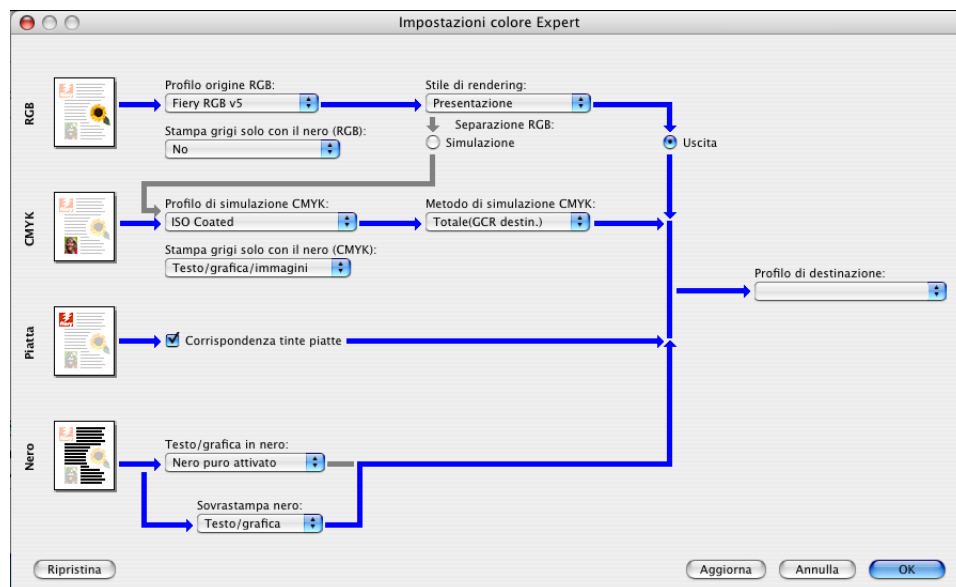 Impostazioni colore Expert
RGB
Profilo origine RGB:
Fiery RGB v5
Stile di rendering:
Presentazione
Stampa grigi solo con il nero (RGB):
No
Separazione RGB:
Simulazione
Uscita
CMYK
Profilo di simulazione CMYK:
ISO Coated
Metodo di simulazione CMYK:
Totale(GCR destin.)
Stampa grigi solo con il nero (CMYK):
Testo/grafica/immagini
Profilo di destinazione:
Piatta
Corrispondenza tinte piatte
Nero
Testo/grafica in nero:
Nero puro attivato
Sovrastampa nero:
Testo/grafica
Ripristina
Aggiorna
Annulla
OK